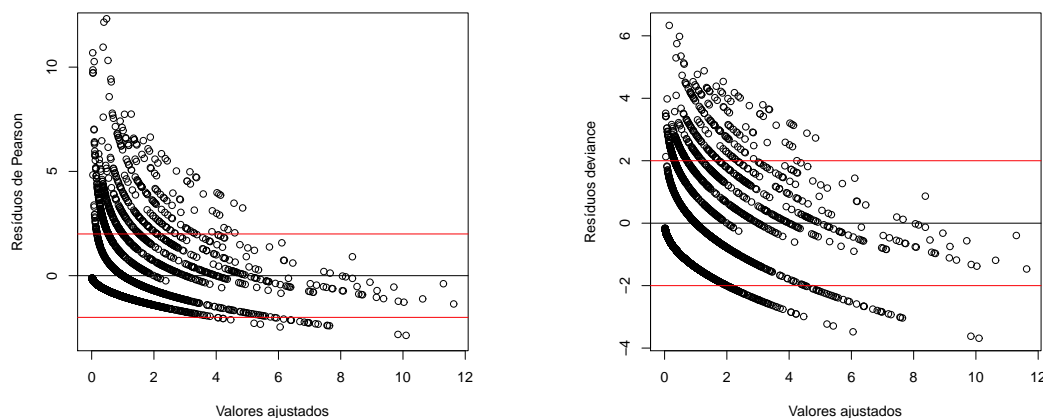 Resíduos de Pearson
10
5
0
0 2 4 6 8 10 12
Valores ajustados
Resíduos deviance
6
4
2
0
−2
−4
0 2 4 6 8 10 12
Valores ajustados